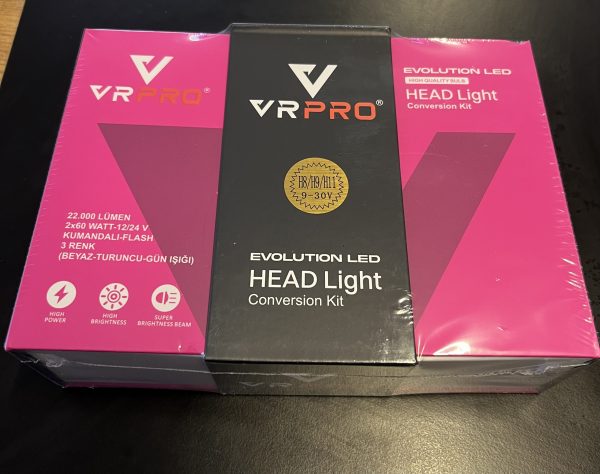 VRPRO®
22.000 LÜMEN
2x60 WATT-12/24 V
KUMANDALI-FLASH
3 RENK
(BEYAZ-TURUNCU-GÜN IŞIĞI)
HIGH
POWER
HIGH
BRIGHTNESS
SUPER
BRIGHTNESS BEAM
VRPRO®
H8/H9/H11
9-30V
EVOLUTION LED
HEAD Light
Conversion Kit
EVOLUTION LED
HIGH QUALITY BULB
HEAD Light
Conversion Kit